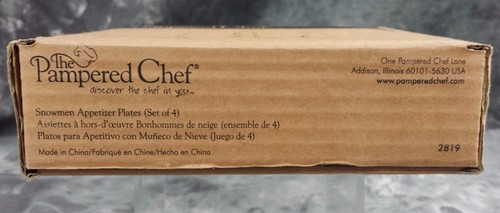 The
Pampered Chef®
discover the chef in you™
One Pampered Chef Lane
Addison, Illinois 60101-5630 USA
www.pamperedchef.com
Snowmen Appetizer Plates (Set of 4)
Assiettes à hors-d'œuvre Bonhommes de neige (ensemble de 4)
Platos para Aperitivo con Muñeco de Nieve (Juego de 4)
Made in China/Fabriqué en Chine/Hecho en China
2819